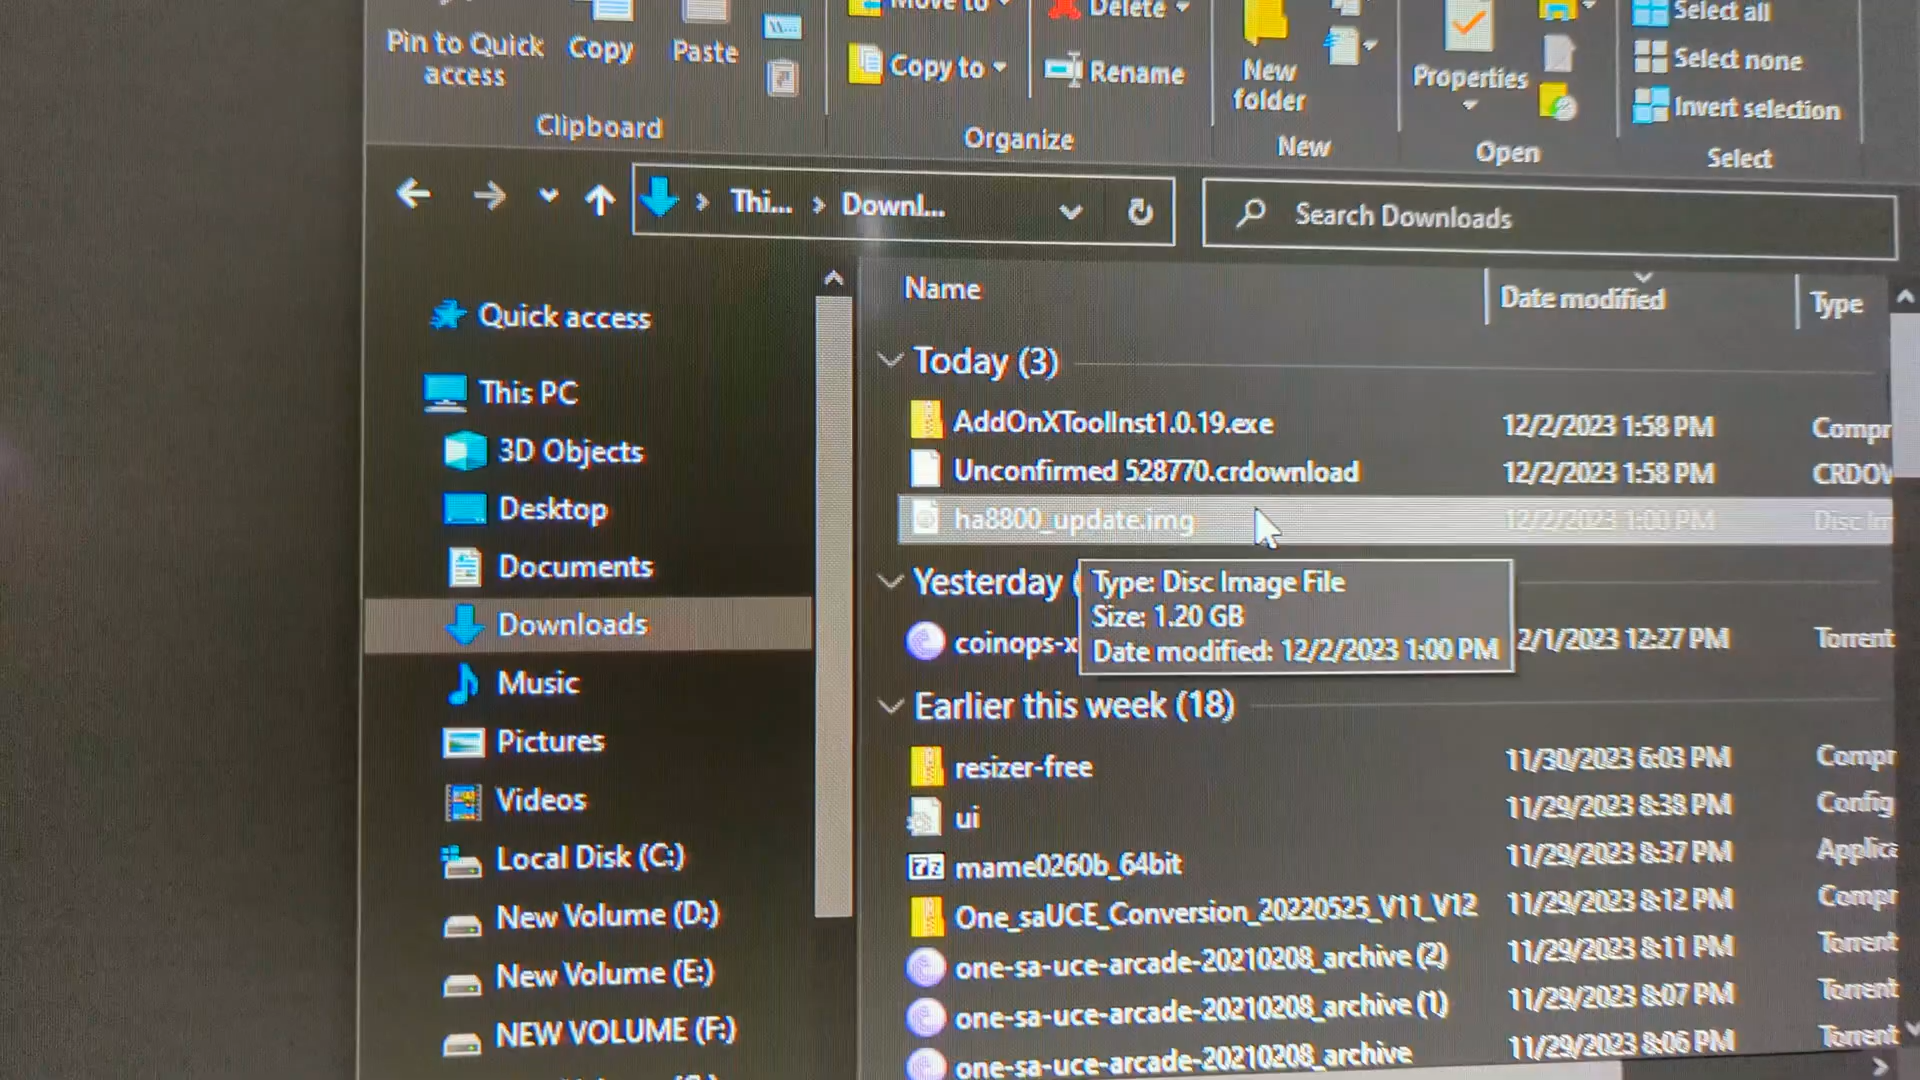 Pin to Quick
access
Copy
Paste
Move to
Copy to
Delete
Rename
New
folder
Properties
Select all
Select none
Invert selection
Clipboard
Organize
New
Open
Select
Thi... > Downl...
Search Downloads
Name
Date modified
Type
Quick access
This PC
3D Objects
Desktop
Documents
Downloads
Music
Pictures
Videos
Local Disk (C:)
New Volume (D:)
New Volume (E:)
NEW VOLUME (F:)
Today (3)
AddOnXToolInst1.0.19.exe 12/2/2023 1:58 PM Compr
Unconfirmed 528770.crdownload 12/2/2023 1:58 PM CRDOW
ha8800_update.img 12/2/2023 1:00 PM Disc Im
Type: Disc Image File
Size: 1.20 GB
Date modified: 12/2/2023 1:00 PM
Yesterday (
coinops-x 2/1/2023 12:27 PM Torrent
Earlier this week (18)
resizer-free 11/30/2023 6:03 PM Compr
ui 11/29/2023 8:38 PM Config
mame0260b_64bit 11/29/2023 8:37 PM Applica
One_saUCE_Conversion_20220525_V11_V12 11/29/2023 8:12 PM Compr
one-sa-uce-arcade-20210208_archive (2) 11/29/2023 8:11 PM Torrent
one-sa-uce-arcade-20210208_archive (1) 11/29/2023 8:07 PM Torrent
one-sa-uce-arcade-20210208_archive 11/29/2023 8:06 PM Torrent